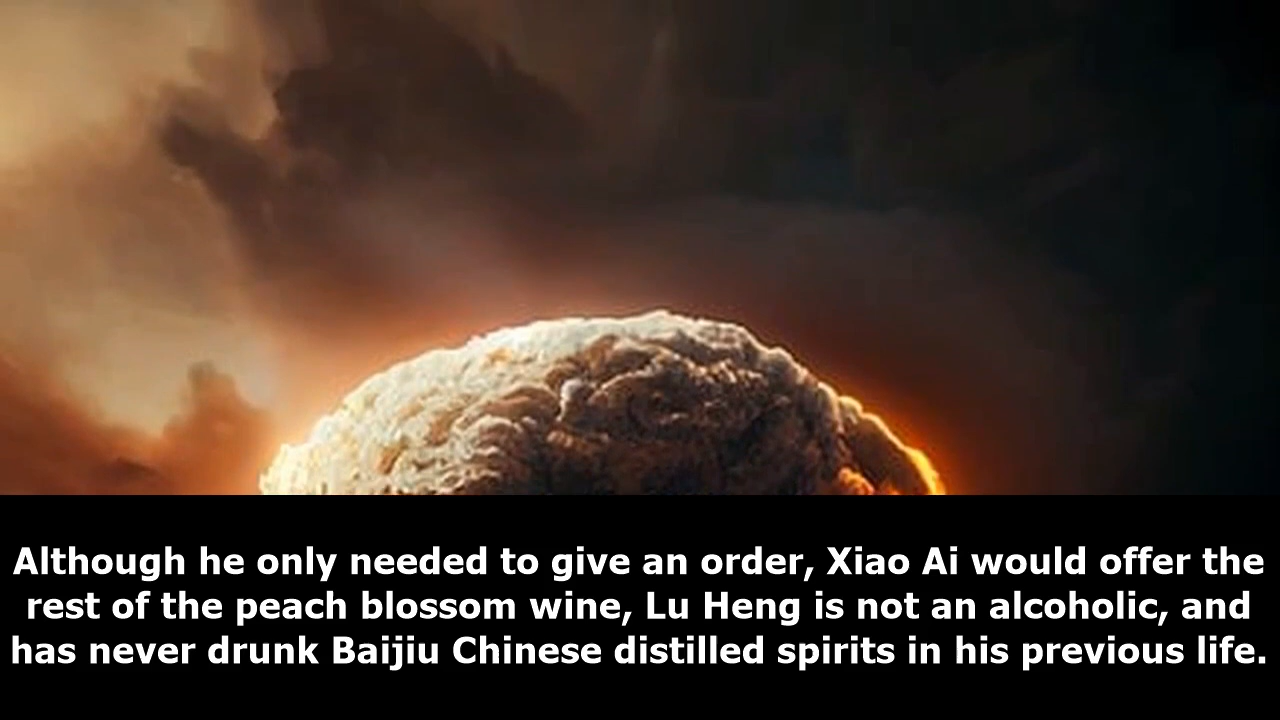 Although he only needed to give an order, Xiao Ai would offer the
rest of the peach blossom wine, Lu Heng is not an alcoholic, and
has never drunk Baijiu Chinese distilled spirits in his previous life.